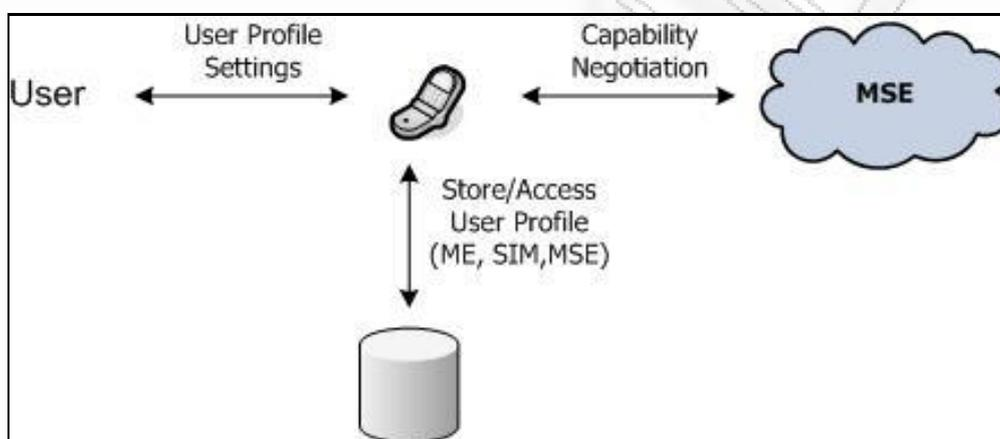 User Profile
Settings
Capability
Negotiation
User
MSE
Store/Access
User Profile
(ME, SIM,MSE)